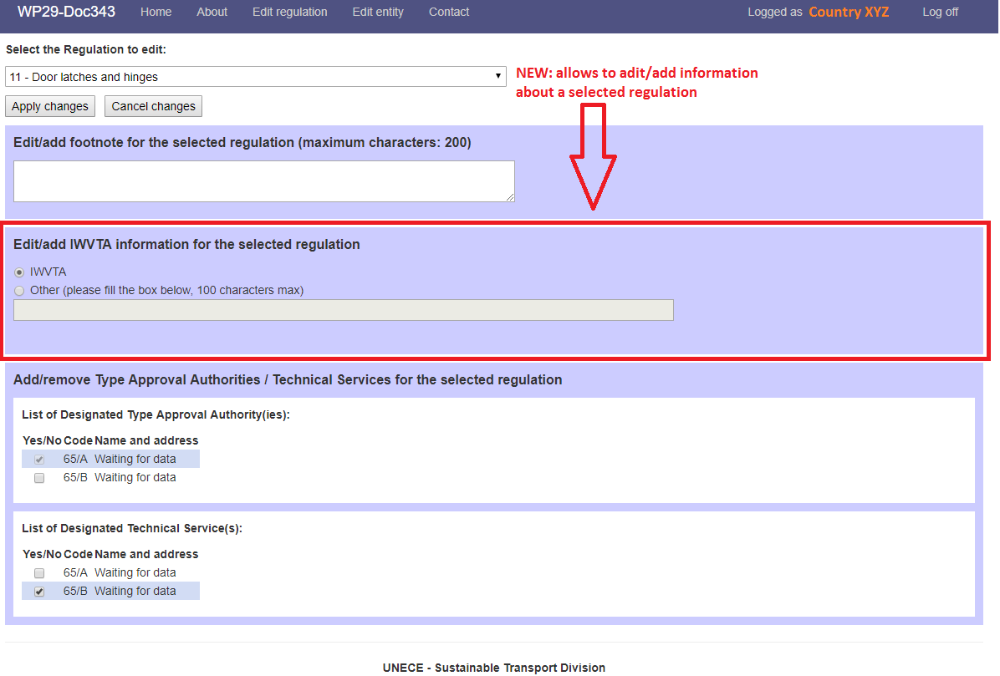 WP29-Doc343 Home About Edit regulation Edit entity Contact Logged as Country XYZ Log off
Select the Regulation to edit:
11 - Door latches and hinges
NEW: allows to adit/add information
about a selected regulation
Apply changes Cancel changes
Edit/add footnote for the selected regulation (maximum characters: 200)
Edit/add IWVTA information for the selected regulation
IWVTA
Other (please fill the box below, 100 characters max)
Add/remove Type Approval Authorities / Technical Services for the selected regulation
List of Designated Type Approval Authority(ies):
Yes/No Code Name and address
65/A Waiting for data
65/B Waiting for data
List of Designated Technical Service(s):
Yes/No Code Name and address
65/A Waiting for data
65/B Waiting for data
UNECE - Sustainable Transport Division